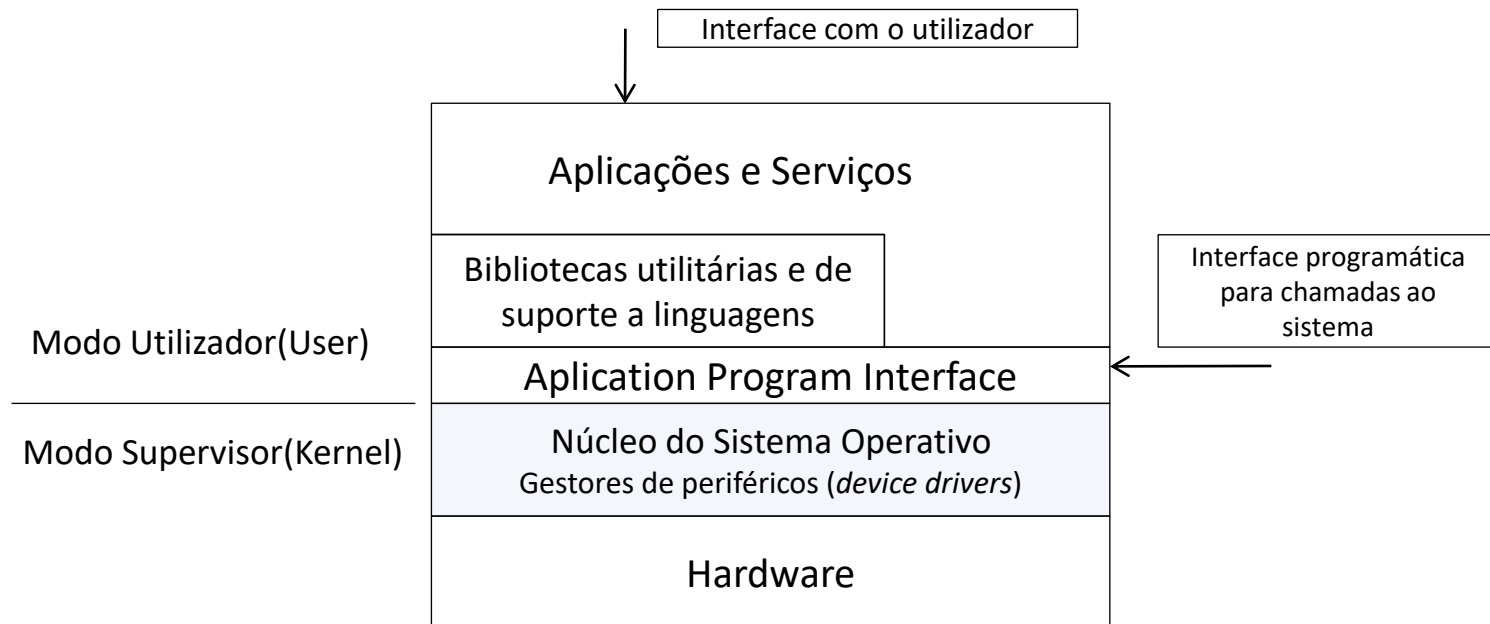 Interface com o utilizador
Aplicações e Serviços
Bibliotecas utilitárias e de
suporte a linguagens
Interface programática
para chamadas ao
sistema
Modo Utilizador(User)
Aplication Program Interface
Modo Supervisor(Kernel)
Núcleo do Sistema Operativo
Gestores de periféricos (device drivers)
Hardware